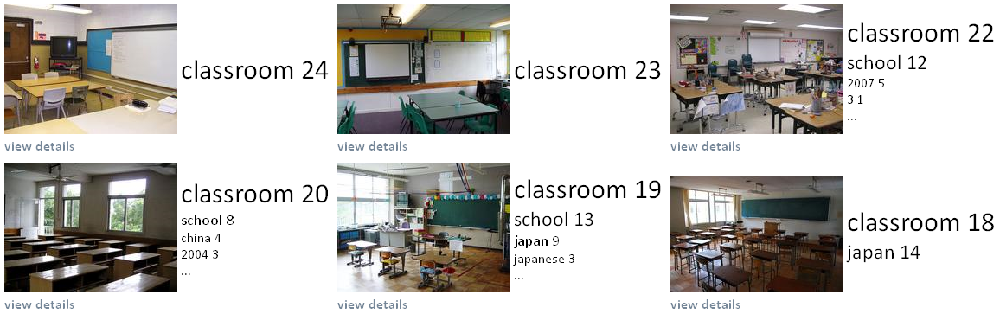 classroom 24
view details
classroom 23
view details
classroom 22
school 12
2007 5
3 1
...
view details
classroom 20
school 8
china 4
2004 3
...
view details
classroom 19
school 13
japan 9
japanese 3
...
view details
classroom 18
japan 14
view details